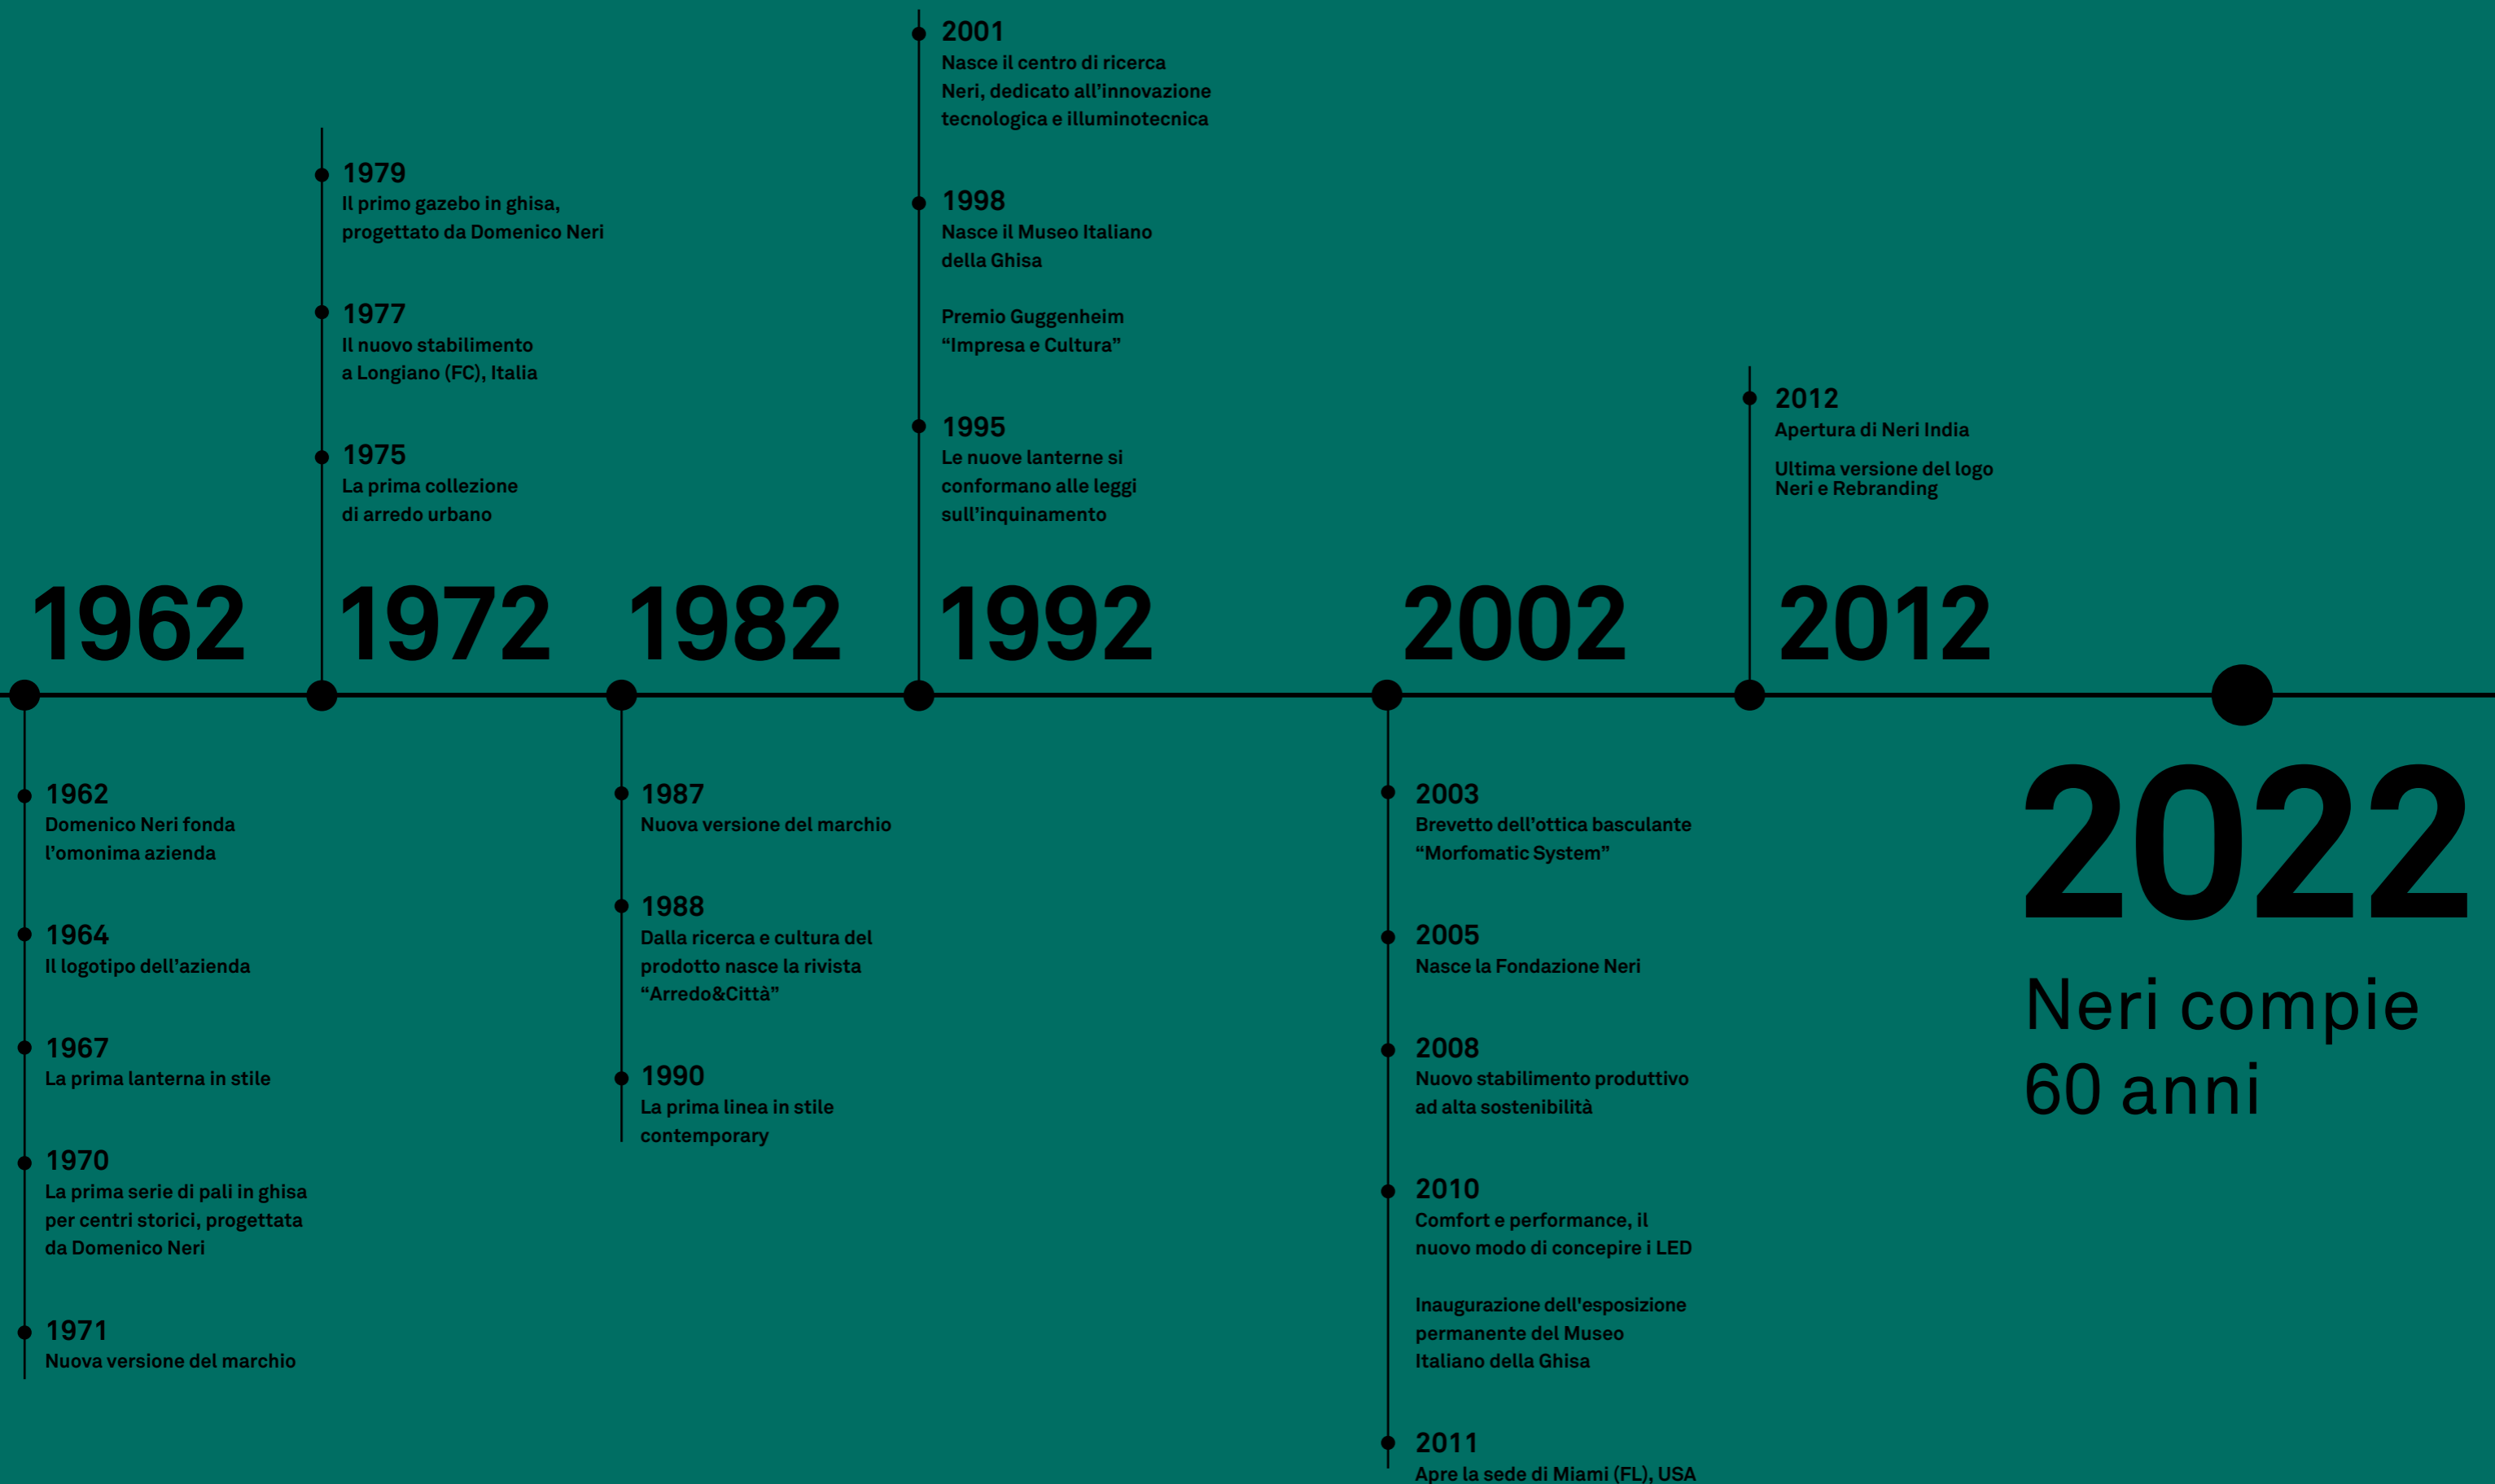 1962
1962
Domenico Neri fonda
l’omonima azienda
1964
Il logotipo dell’azienda
1967
La prima lanterna in stile
1970
La prima serie di pali in ghisa
per centri storici, progettata
da Domenico Neri
1971
Nuova versione del marchio
1979
Il primo gazebo in ghisa,
progettato da Domenico Neri
1977
Il nuovo stabilimento
a Longiano (FC), Italia
1975
La prima collezione
di arredo urbano
1972
1982
1987
Nuova versione del marchio
1988
Dalla ricerca e cultura del
prodotto nasce la rivista
“Arredo&Città”
1990
La prima linea in stile
contemporary
2001
Nasce il centro di ricerca
Neri, dedicato all’innovazione
tecnologica e illuminotecnica
1998
Nasce il Museo Italiano
della Ghisa
Premio Guggenheim
“Impresa e Cultura”
1995
Le nuove lanterne si
conformano alle leggi
sull’inquinamento
1992
2002
2003
Brevetto dell’ottica basculante
“Morfomatic System”
2005
Nasce la Fondazione Neri
2008
Nuovo stabilimento produttivo
ad alta sostenibilità
2010
Comfort e performance, il
nuovo modo di concepire i LED
Inaugurazione dell'esposizione
permanente del Museo
Italiano della Ghisa
2011
Apre la sede di Miami (FL), USA
2012
Apertura di Neri India
Ultima versione del logo
Neri e Rebranding
2012
2022
Neri compie
60 anni